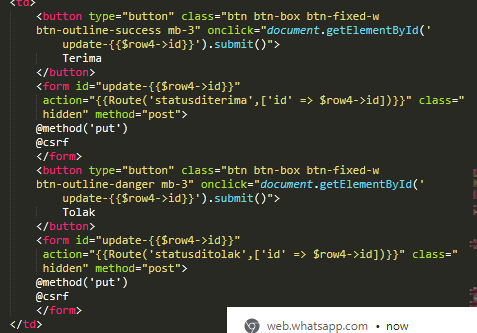 <td>
<button type="button" class="btn btn-box btn-fixed-w
btn-outline-success mb-3" onclick="document.getElementById('
update-{{$row4->id}}').submit()">
Terima
</button>
<form id="update-{{$row4->id}}"
action="{{Route('statusditerima',['id' => $row4->id])}}" class="
hidden" method="post">
@method('put')
@csrf
</form>
<button type="button" class="btn btn-box btn-fixed-w
btn-outline-danger mb-3" onclick="document.getElementById('
update-{{$row4->id}}').submit()">
Tolak
</button>
<form id="update-{{$row4->id}}"
action="{{Route('statusditolak',['id' => $row4->id])}}" class="
hidden" method="post">
@method('put')
@csrf
</form>
</td>
web.whatsapp.com • now